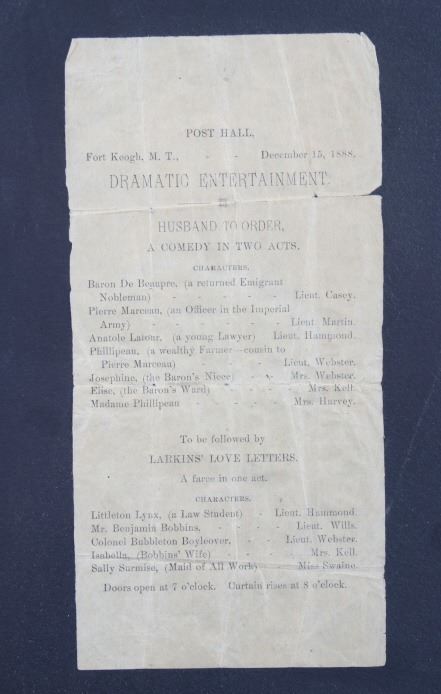 POST HALL,
Fort Keogh, M. T., - - December 15, 1888.
DRAMATIC ENTERTAINMENT.
HUSBAND TO ORDER,
A COMEDY IN TWO ACTS.
CHARACTERS.
Baron De Beaupre, (a returned Emigrant
Nobleman) - - - - - Lieut. Casey.
Pierre Marceau, (an Officer in the Imperial
Army) - - - - - Lieut. Martin.
Anatole Latour, (a young Lawyer) Lieut. Hammond.
Phillipeau, (a wealthy Farmer—cousin to
Pierre Marceau) - - - Lieut. Webster.
Josephine, (the Baron's Niece) - Mrs. Webster.
Elise, (the Baron's Ward) - - - Mrs. Kell.
Madame Phillipeau - - - Mrs. Harvey.
To be followed by
LARKINS' LOVE LETTERS.
A farce in one act.
CHARACTERS.
Littleton Lynx, (a Law Student) - Lieut. Hammond.
Mr. Benjamin Bobbins, - - - Lieut. Wills.
Colonel Bubbleton Boyleover, - - Lieut. Webster.
Isabella, (Bobbins' Wife) - - - Mrs. Kell.
Sally Surmise, (Maid of All Work) - Miss Swaine.
Doors open at 7 o'clock. Curtain rises at 8 o'clock.